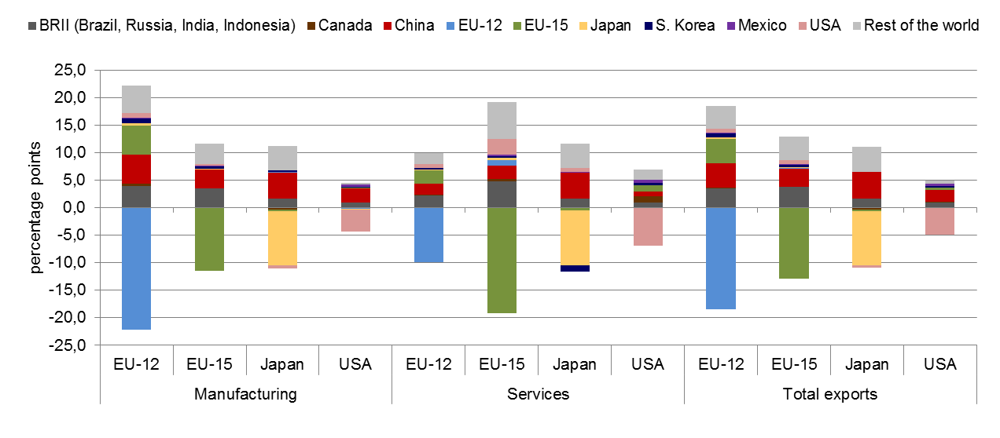 BRII (Brazil, Russia, India, Indonesia) Canada China EU-12 EU-15 Japan S. Korea Mexico USA Rest of the world
percentage points
25,0
20,0
15,0
10,0
5,0
0,0
-5,0
-10,0
-15,0
-20,0
-25,0
EU-12 EU-15 Japan USA EU-12 EU-15 Japan USA EU-12 EU-15 Japan USA
Manufacturing Services Total exports